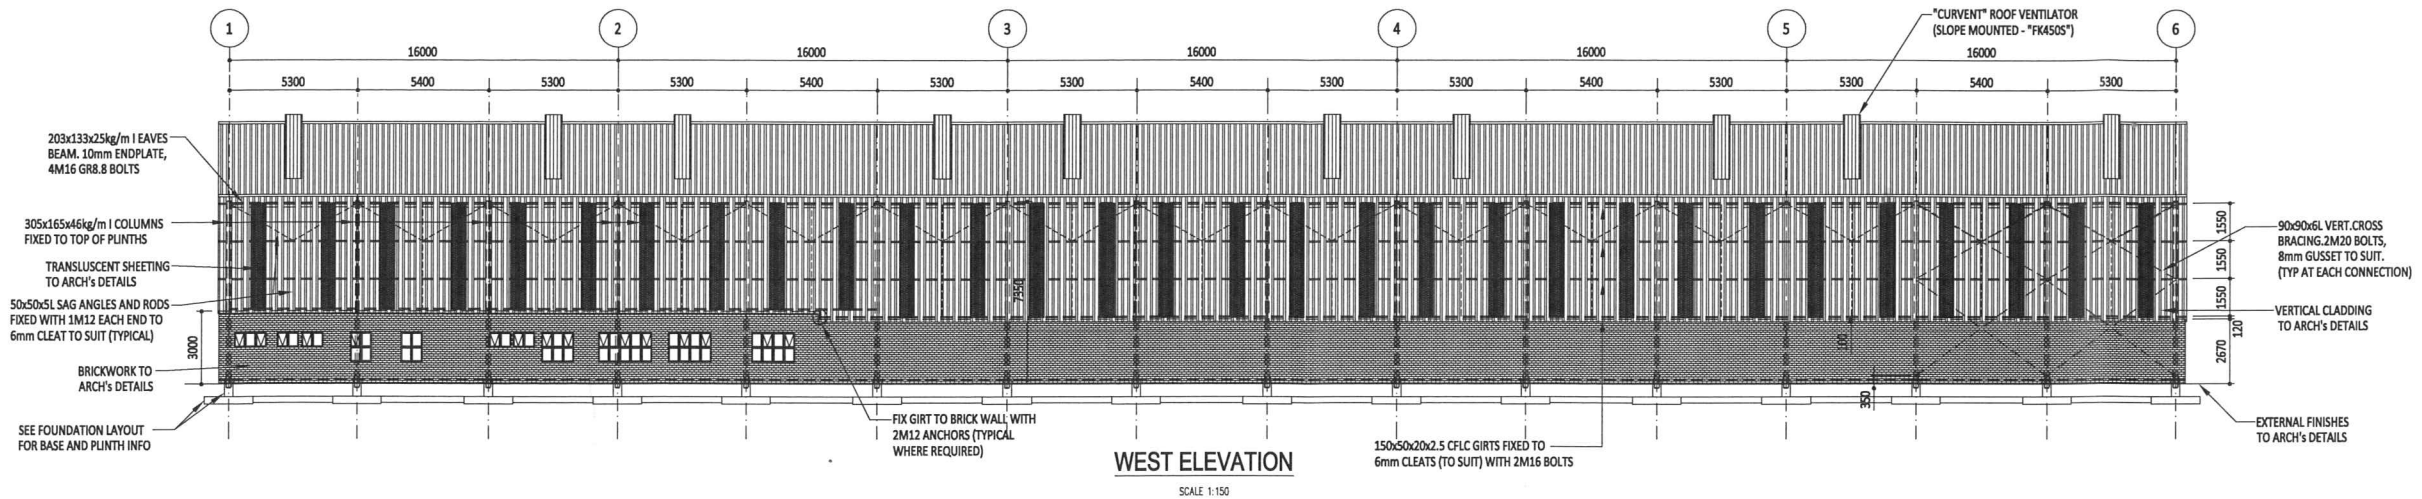 1
2
3
4
5
6
"CURVENT" ROOF VENTILATOR
(SLOPE MOUNTED - "FK450S")
16000
16000
16000
16000
16000
5300
5400
5300
5300
5400
5300
5300
5400
5300
5300
5400
5300
5300
5400
5300
203x133x25kg/m I EAVES
BEAM. 10mm ENDPLATE,
4M16 GR8.8 BOLTS
305x165x46kg/m I COLUMNS
FIXED TO TOP OF PLINTHS
TRANSLUSCENT SHEETING
TO ARCH's DETAILS
50x50x5L SAG ANGLES AND RODS
FIXED WITH 1M12 EACH END TO
6mm CLEAT TO SUIT (TYPICAL)
3000
BRICKWORK TO
ARCH's DETAILS
SEE FOUNDATION LAYOUT
FOR BASE AND PLINTH INFO
7350
100
350
1550
1550
1550
120
2670
90x90x6L VERT.CROSS
BRACING.2M20 BOLTS,
8mm GUSSET TO SUIT.
(TYP AT EACH CONNECTION)
VERTICAL CLADDING
TO ARCH's DETAILS
EXTERNAL FINISHES
TO ARCH's DETAILS
FIX GIRT TO BRICK WALL WITH
2M12 ANCHORS (TYPICAL
WHERE REQUIRED)
150x50x20x2.5 CFLC GIRTS FIXED TO
6mm CLEATS (TO SUIT) WITH 2M16 BOLTS
WEST ELEVATION
SCALE 1:150